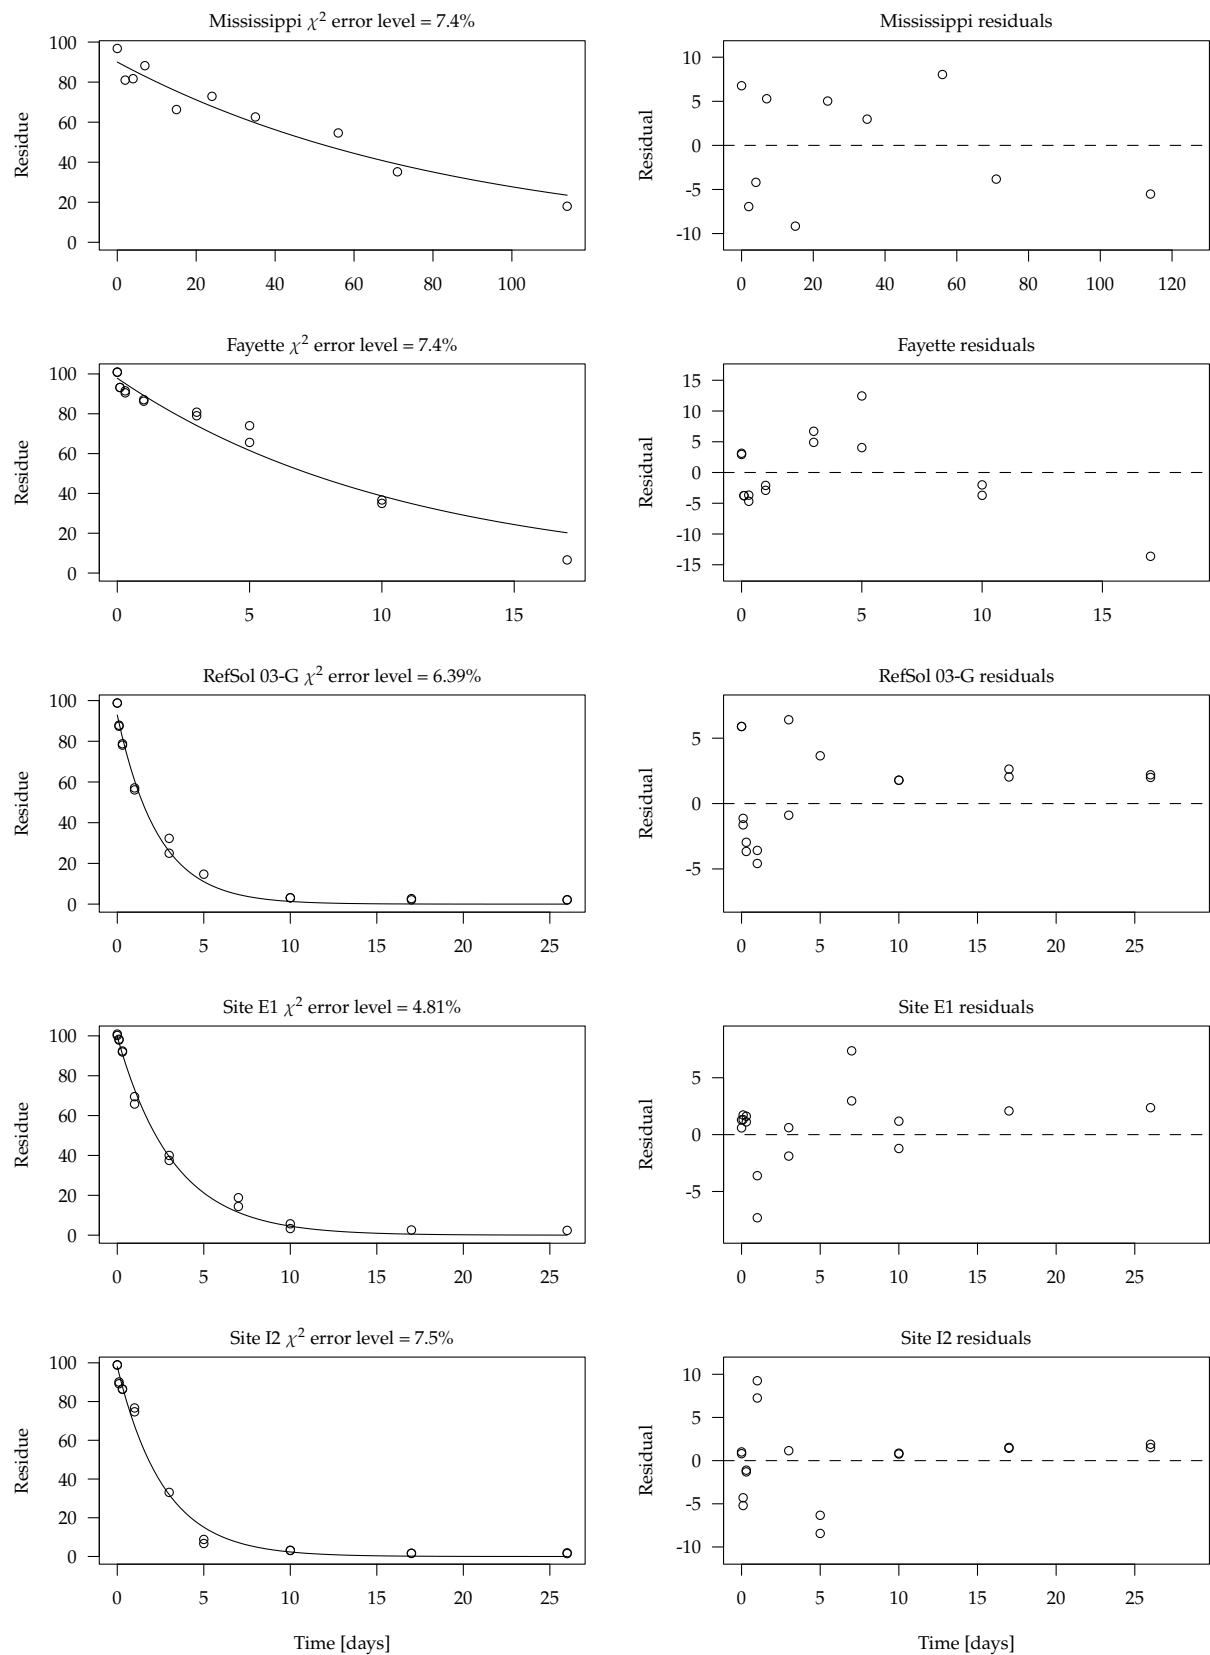 Mississippi χ² error level = 7.4%
Residue
100
80
60
40
20
0
0 20 40 60 80 100
Mississippi residuals
Residual
10
5
0
-5
-10
0 20 40 60 80 100 120
Fayette χ² error level = 7.4%
Residue
100
80
60
40
20
0
0 5 10 15
Fayette residuals
Residual
15
10
5
0
-5
-10
-15
0 5 10 15
RefSol 03-G χ² error level = 6.39%
Residue
100
80
60
40
20
0
0 5 10 15 20 25
RefSol 03-G residuals
Residual
5
0
-5
0 5 10 15 20 25
Site E1 χ² error level = 4.81%
Residue
100
80
60
40
20
0
0 5 10 15 20 25
Site E1 residuals
Residual
5
0
-5
0 5 10 15 20 25
Site I2 χ² error level = 7.5%
Residue
100
80
60
40
20
0
0 5 10 15 20 25
Time [days]
Site I2 residuals
Residual
10
5
0
-5
-10
0 5 10 15 20 25
Time [days]